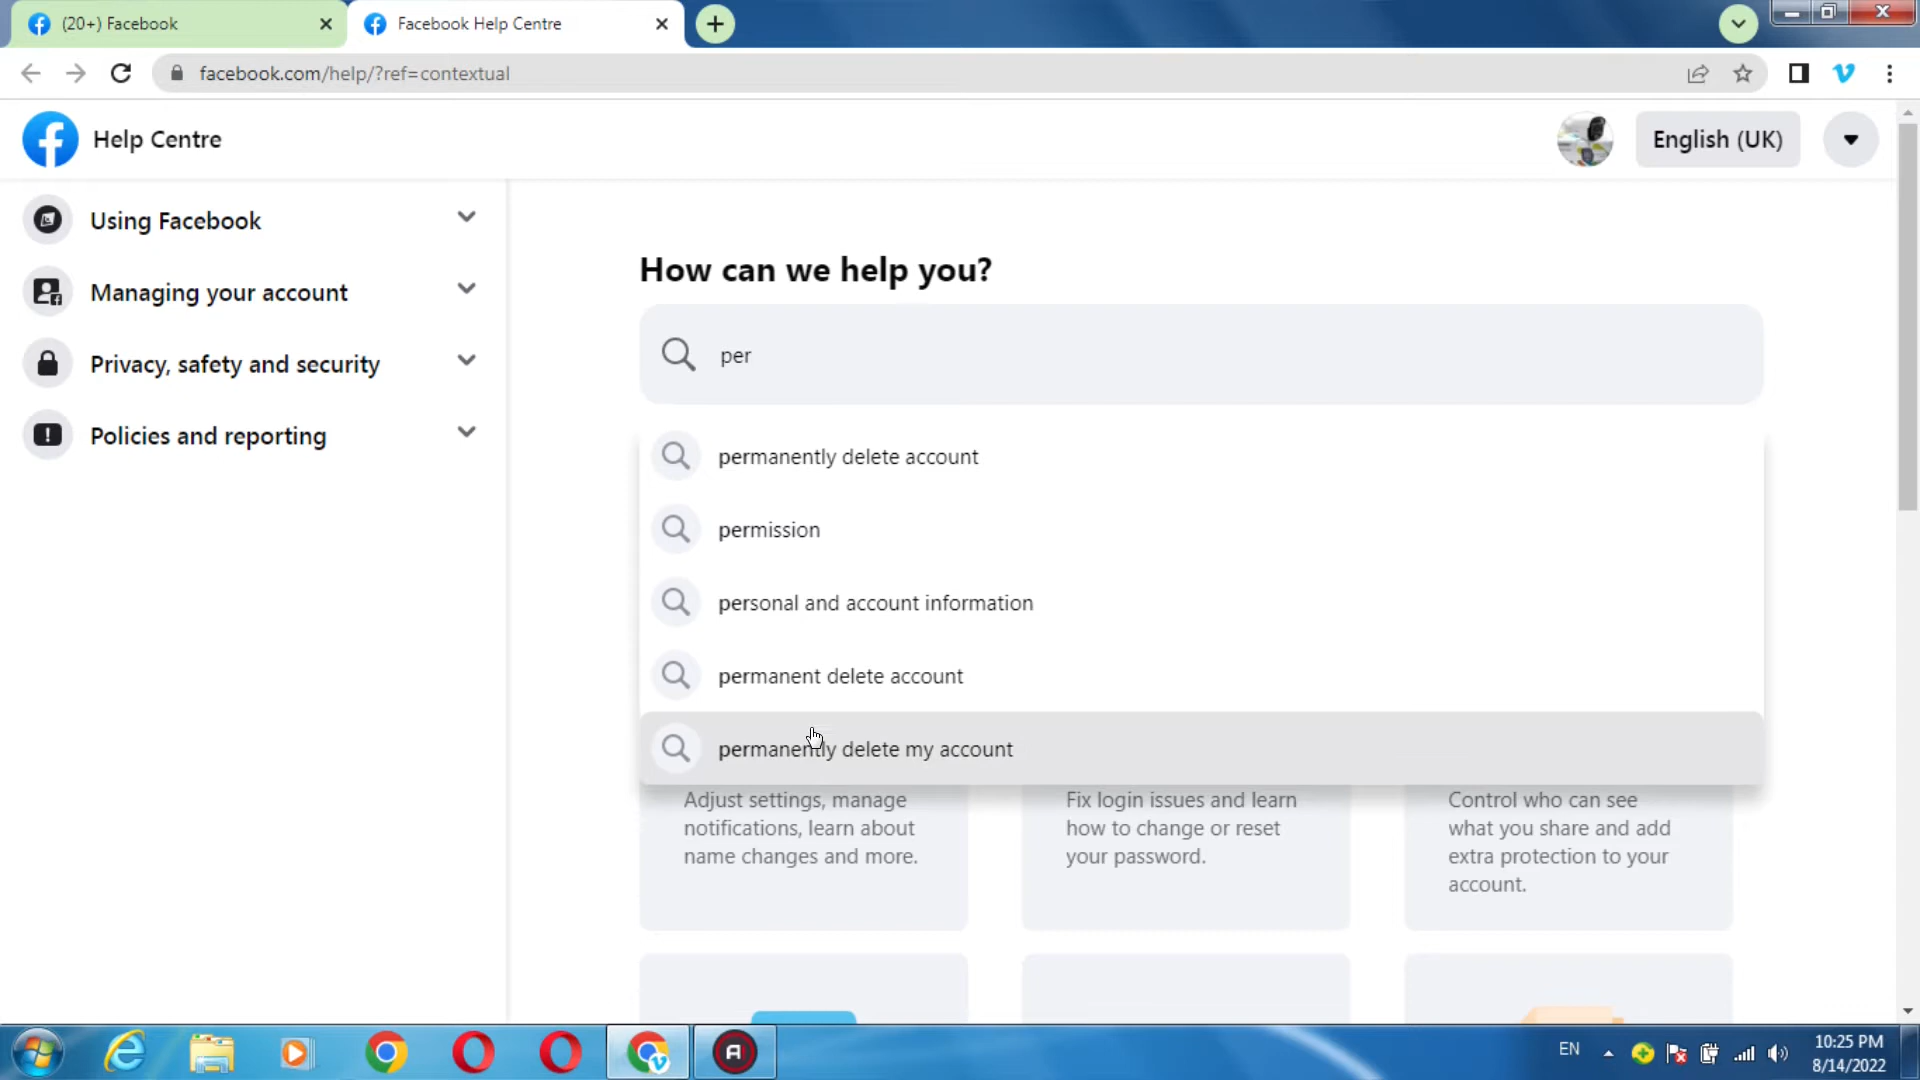 (20+) Facebook
Facebook Help Centre
facebook.com/help/?ref=contextual
Help Centre
English (UK)
Using Facebook
Managing your account
Privacy, safety and security
Policies and reporting
How can we help you?
per
permanently delete account
permission
personal and account information
permanent delete account
permanently delete my account
Adjust settings, manage
notifications, learn about
name changes and more.
Fix login issues and learn
how to change or reset
your password.
Control who can see
what you share and add
extra protection to your
account.
EN
10:25 PM
8/14/2022